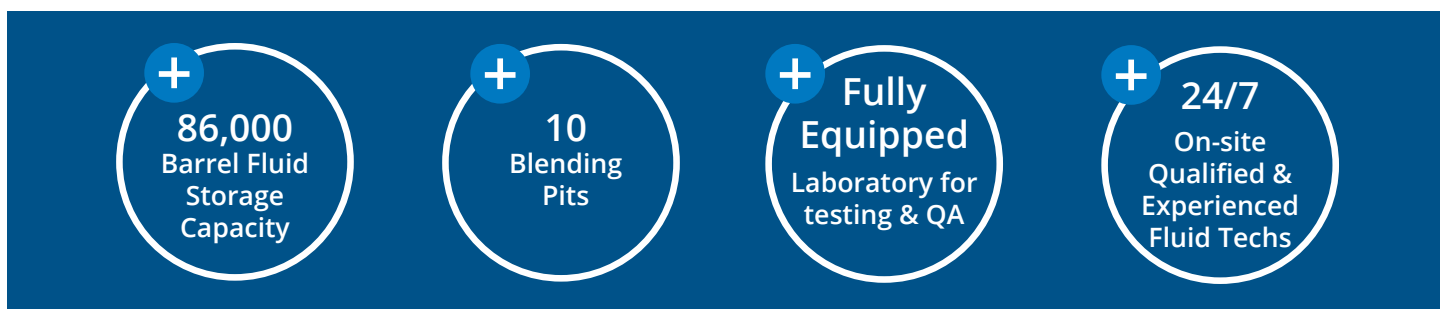 86,000
Barrel Fluid
Storage
Capacity
10
Blending
Pits
Fully
Equipped
Laboratory for
testing & QA
24/7
On-site
Qualified &
Experienced
Fluid Techs